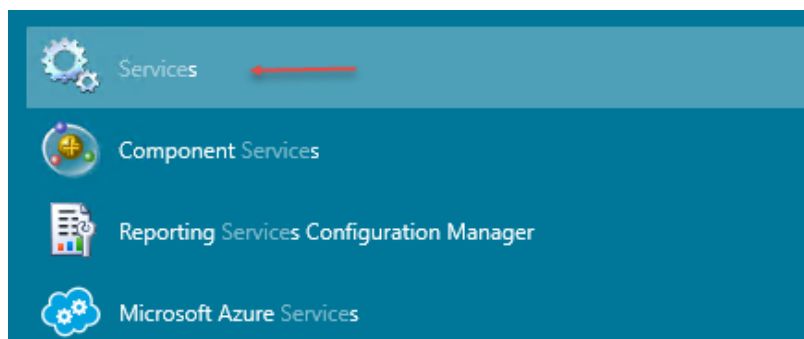 Services
Component Services
Reporting Services Configuration Manager
Microsoft Azure Services